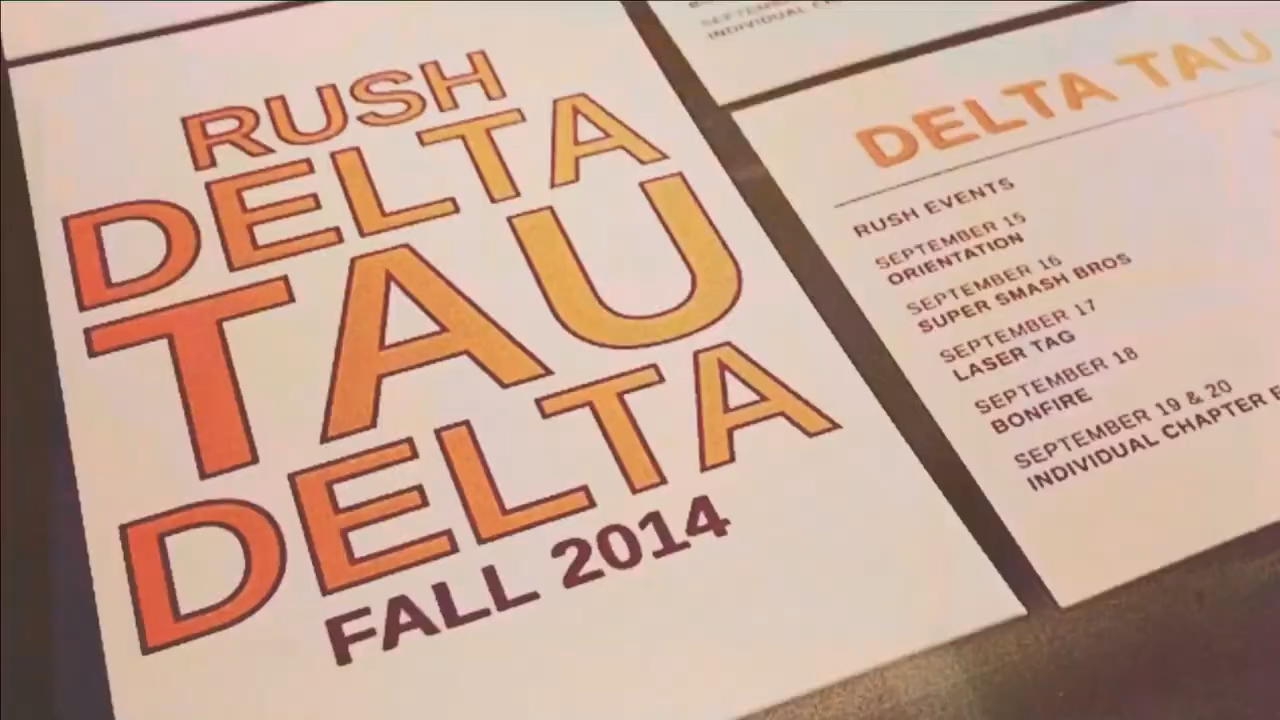 RUSH
DELTA
TAU
DELTA
FALL 2014
INDIVIDUAL
DELTA TAU
RUSH EVENTS
SEPTEMBER 15
ORIENTATION
SEPTEMBER 16
SUPER SMASH BROS
SEPTEMBER 17
LASER TAG
SEPTEMBER 18
BONFIRE
SEPTEMBER 19 & 20
INDIVIDUAL CHAPTER